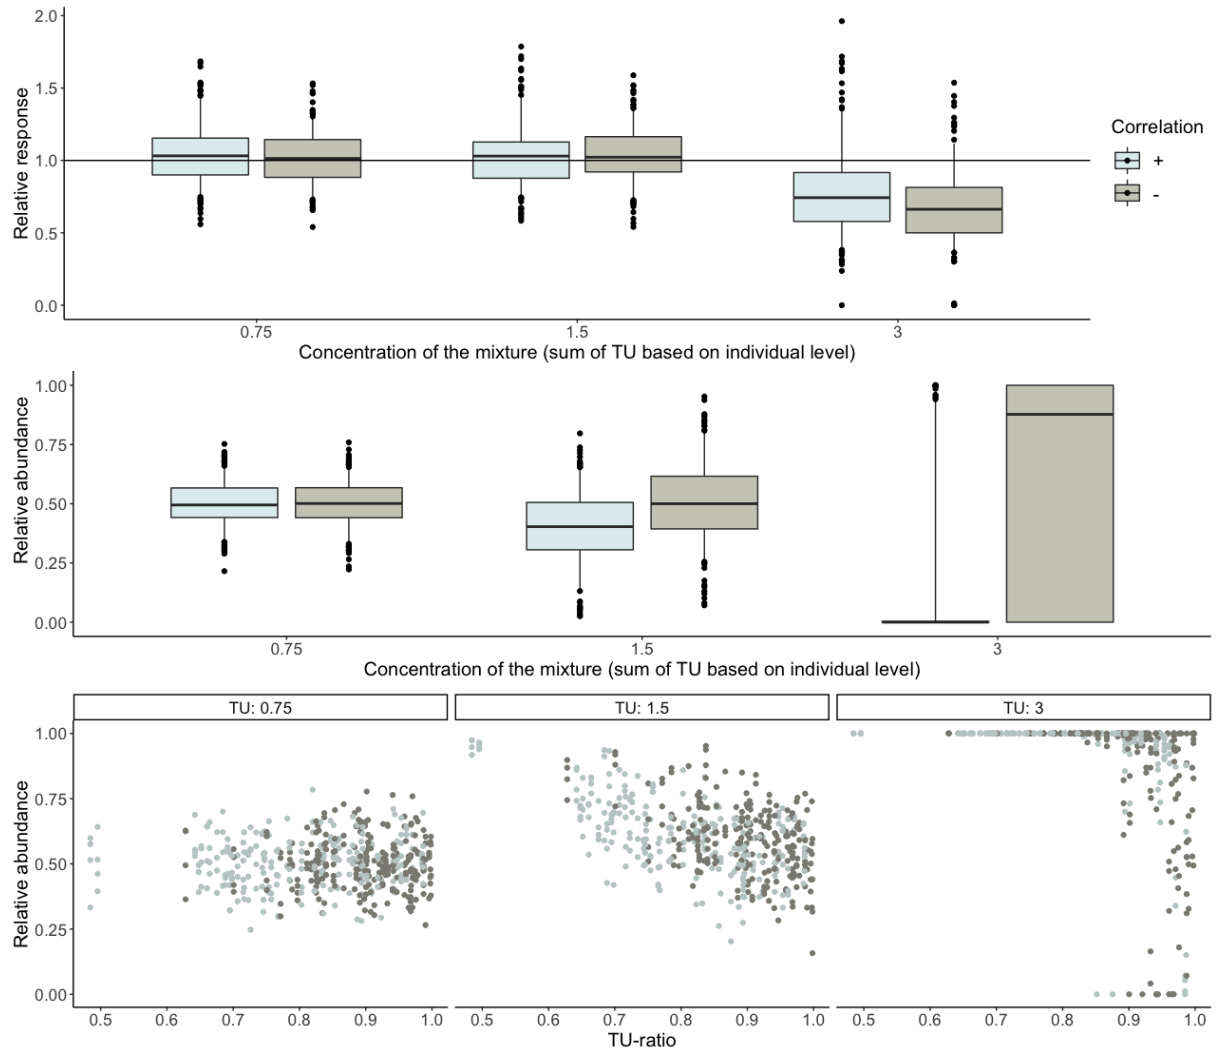 2.0
1.5
1.0
0.5
0.0
Relative response
0.75 1.5 3
Concentration of the mixture (sum of TU based on individual level)
Correlation
+
-
1.00
0.75
0.50
0.25
0.00
Relative abundance
0.75 1.5 3
Concentration of the mixture (sum of TU based on individual level)
TU: 0.75 TU: 1.5 TU: 3
1.00
0.75
0.50
0.25
0.00
Relative abundance
0.5 0.6 0.7 0.8 0.9 1.0 0.5 0.6 0.7 0.8 0.9 1.0 0.5 0.6 0.7 0.8 0.9 1.0
TU-ratio